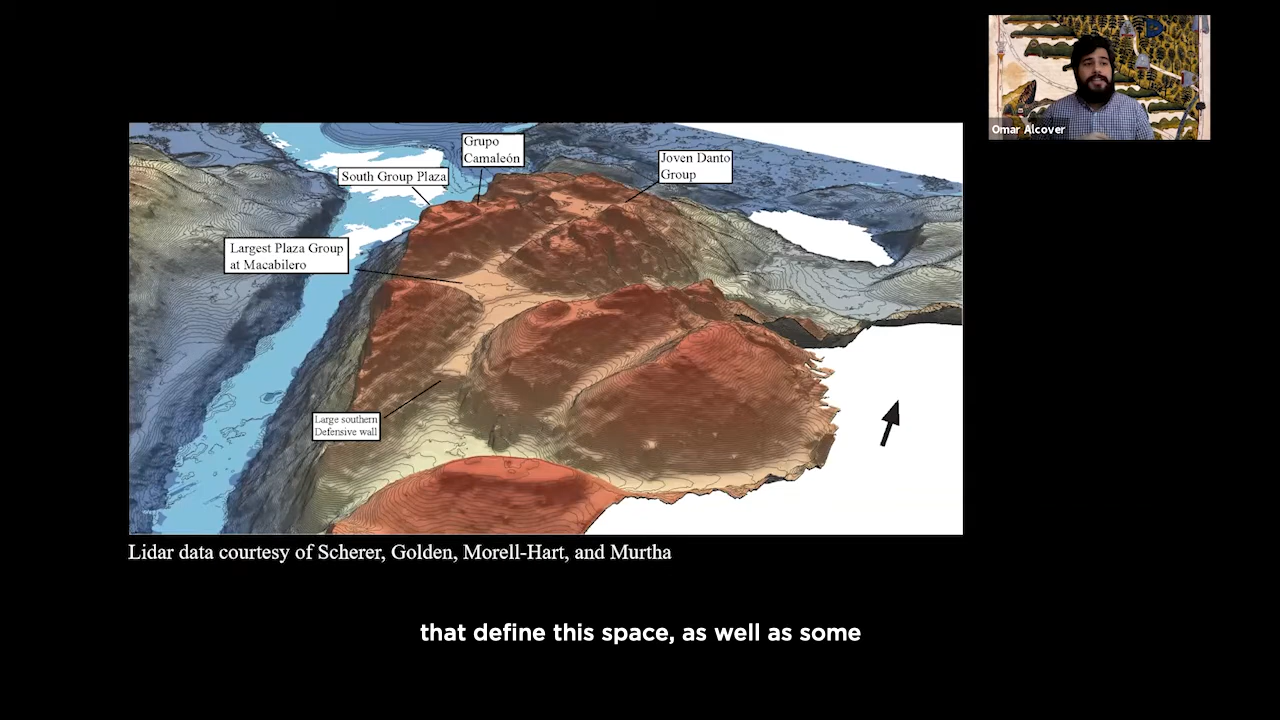 Omar Alcover
Grupo
Camaleón
Joven Danto
Group
South Group Plaza
Largest Plaza Group
at Macabilero
Large southern
Defensive wall
Lidar data courtesy of Scherer, Golden, Morell-Hart, and Murtha
that define this space, as well as some